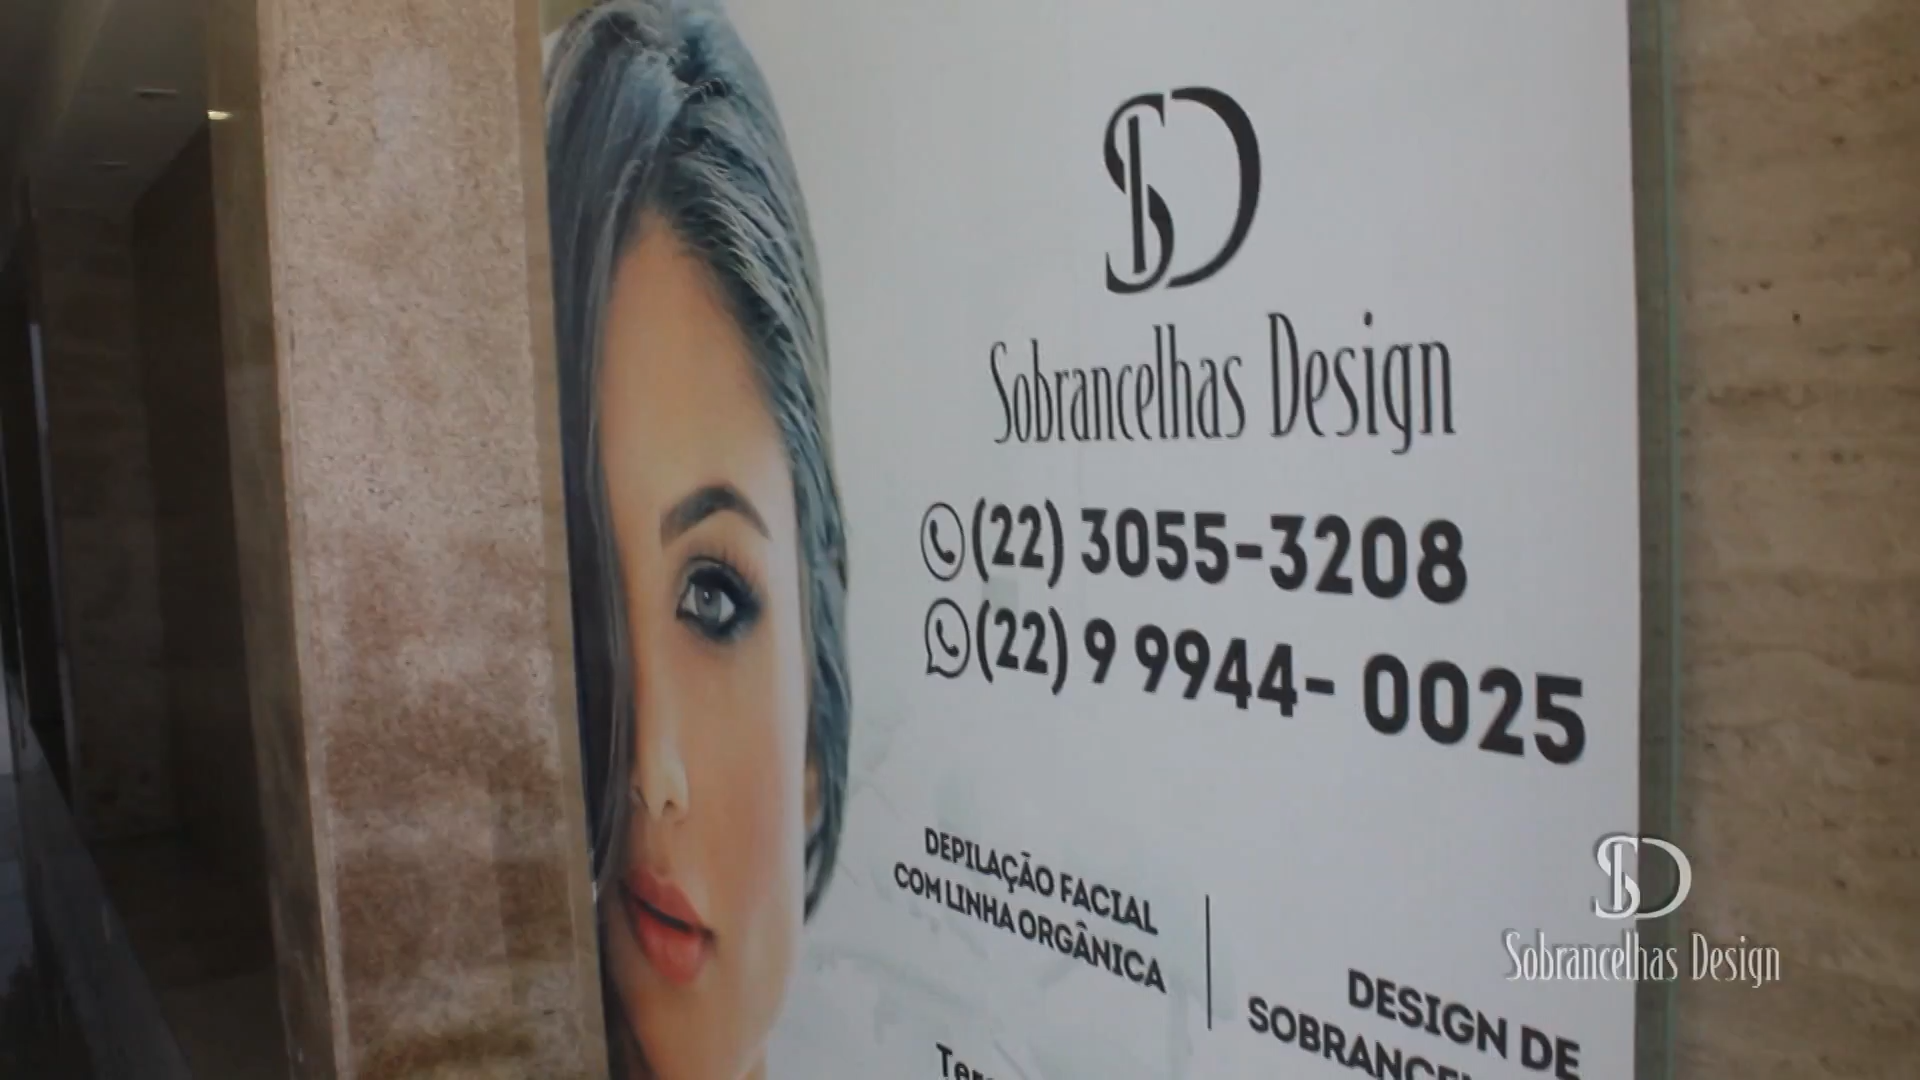 SD
Sobrancelhas Design
(22) 3055-3208
(22) 9 9944- 0025
DEPILAÇÃO FACIAL
COM LINHA ORGÂNICA
DESIGN DE
SD
Sobrancelhas Design